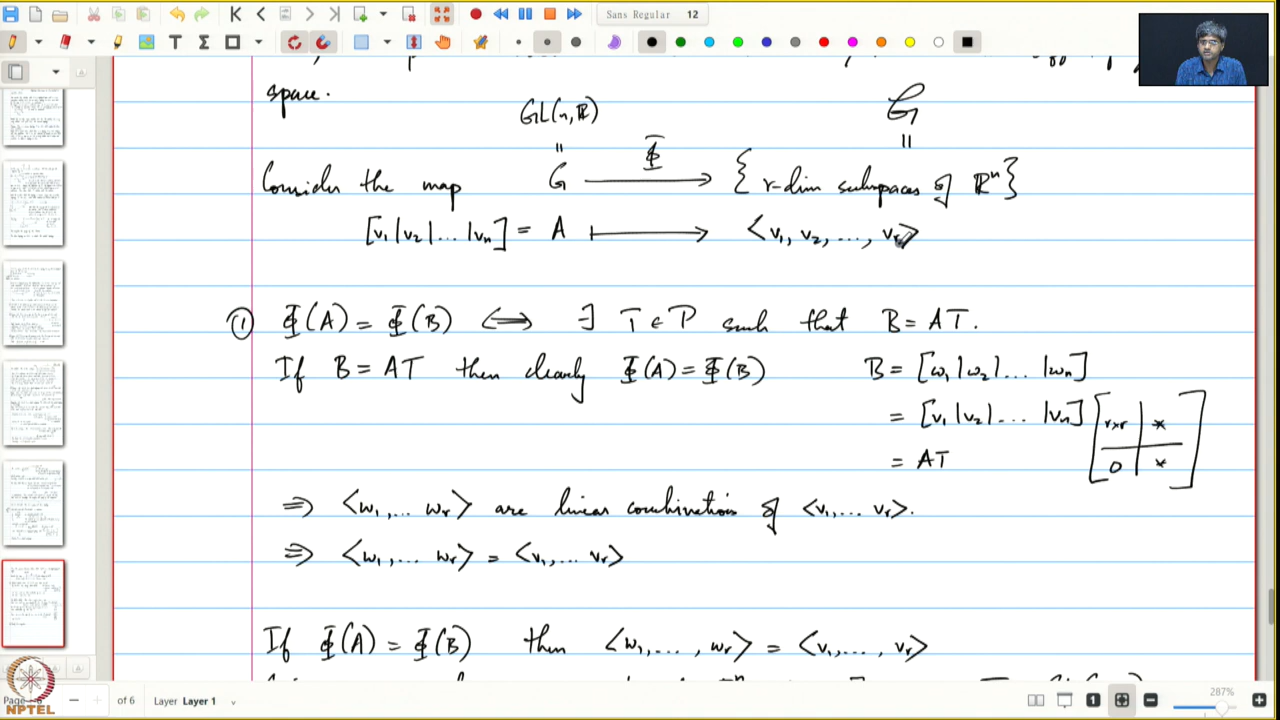 Sans Regular 12
space.
GL(n, ℝ) 𝒢
= =
Consider the map G —Φ→ { r-dim subspaces of ℝⁿ}
[v₁|v₂|...|vₙ] = A ⟼ <v₁, v₂, ..., vᵣ>
① Φ(A) = Φ(B) ⟺ ∃ T ∈ P such that B = AT.
If B = AT then clearly Φ(A) = Φ(B) B = [w₁|w₂|... |wₙ]
= [v₁|v₂|... |vₙ] [r×r | * ; 0 | *]
= AT
⇒ <w₁,... wᵣ> are linear combinations of <v₁,... vᵣ>.
⇒ <w₁,... wᵣ> = <v₁,... vᵣ>
If Φ(A) = Φ(B) then <w₁,..., wᵣ> = <v₁,..., vᵣ>
NPTEL
of 6 Layer Layer 1
287%